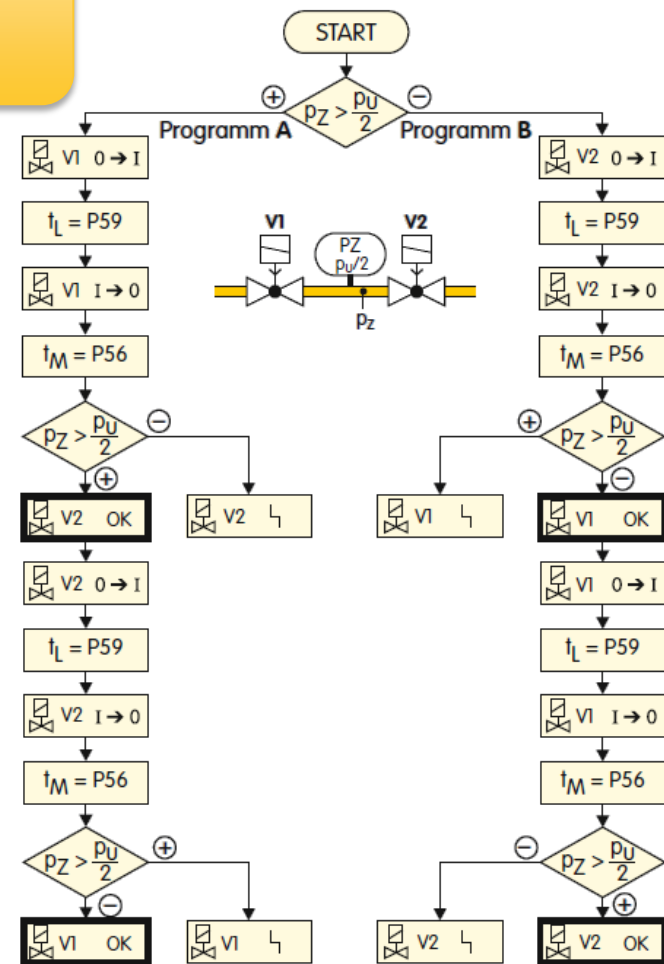 START
+ pZ > pU/2 −
Programm A Programm B
V1 0 → I
tL = P59
V1 I → 0
tM = P56
pZ > pU/2 −
+
V2 OK
V2
V2 0 → I
tL = P59
V2 I → 0
tM = P56
pZ > pU/2 +
−
V1 OK
V1
V1 V2
PZ
pU/2
pZ
V2 0 → I
tL = P59
V2 I → 0
tM = P56
+ pZ > pU/2
−
V1
V1 OK
V1 0 → I
tL = P59
V1 I → 0
tM = P56
− pZ > pU/2
+
V2
V2 OK